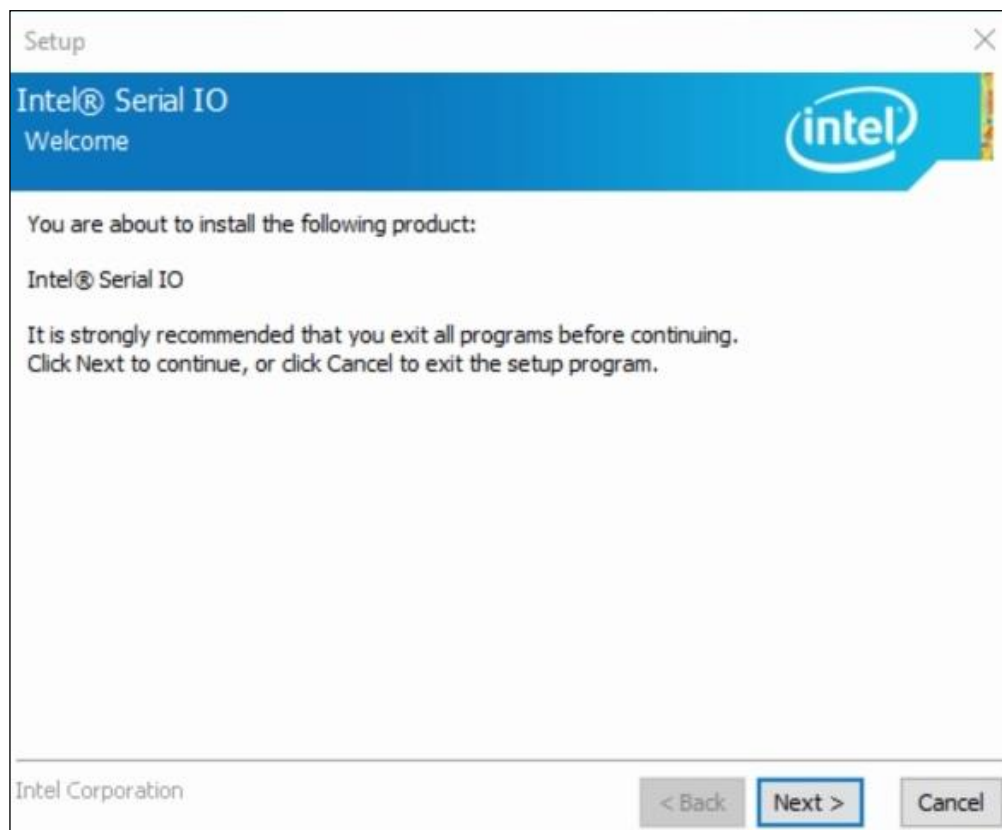 Setup
Intel® Serial IO
Welcome
intel
You are about to install the following product:
Intel® Serial IO
It is strongly recommended that you exit all programs before continuing.
Click Next to continue, or click Cancel to exit the setup program.
Intel Corporation
< Back
Next >
Cancel